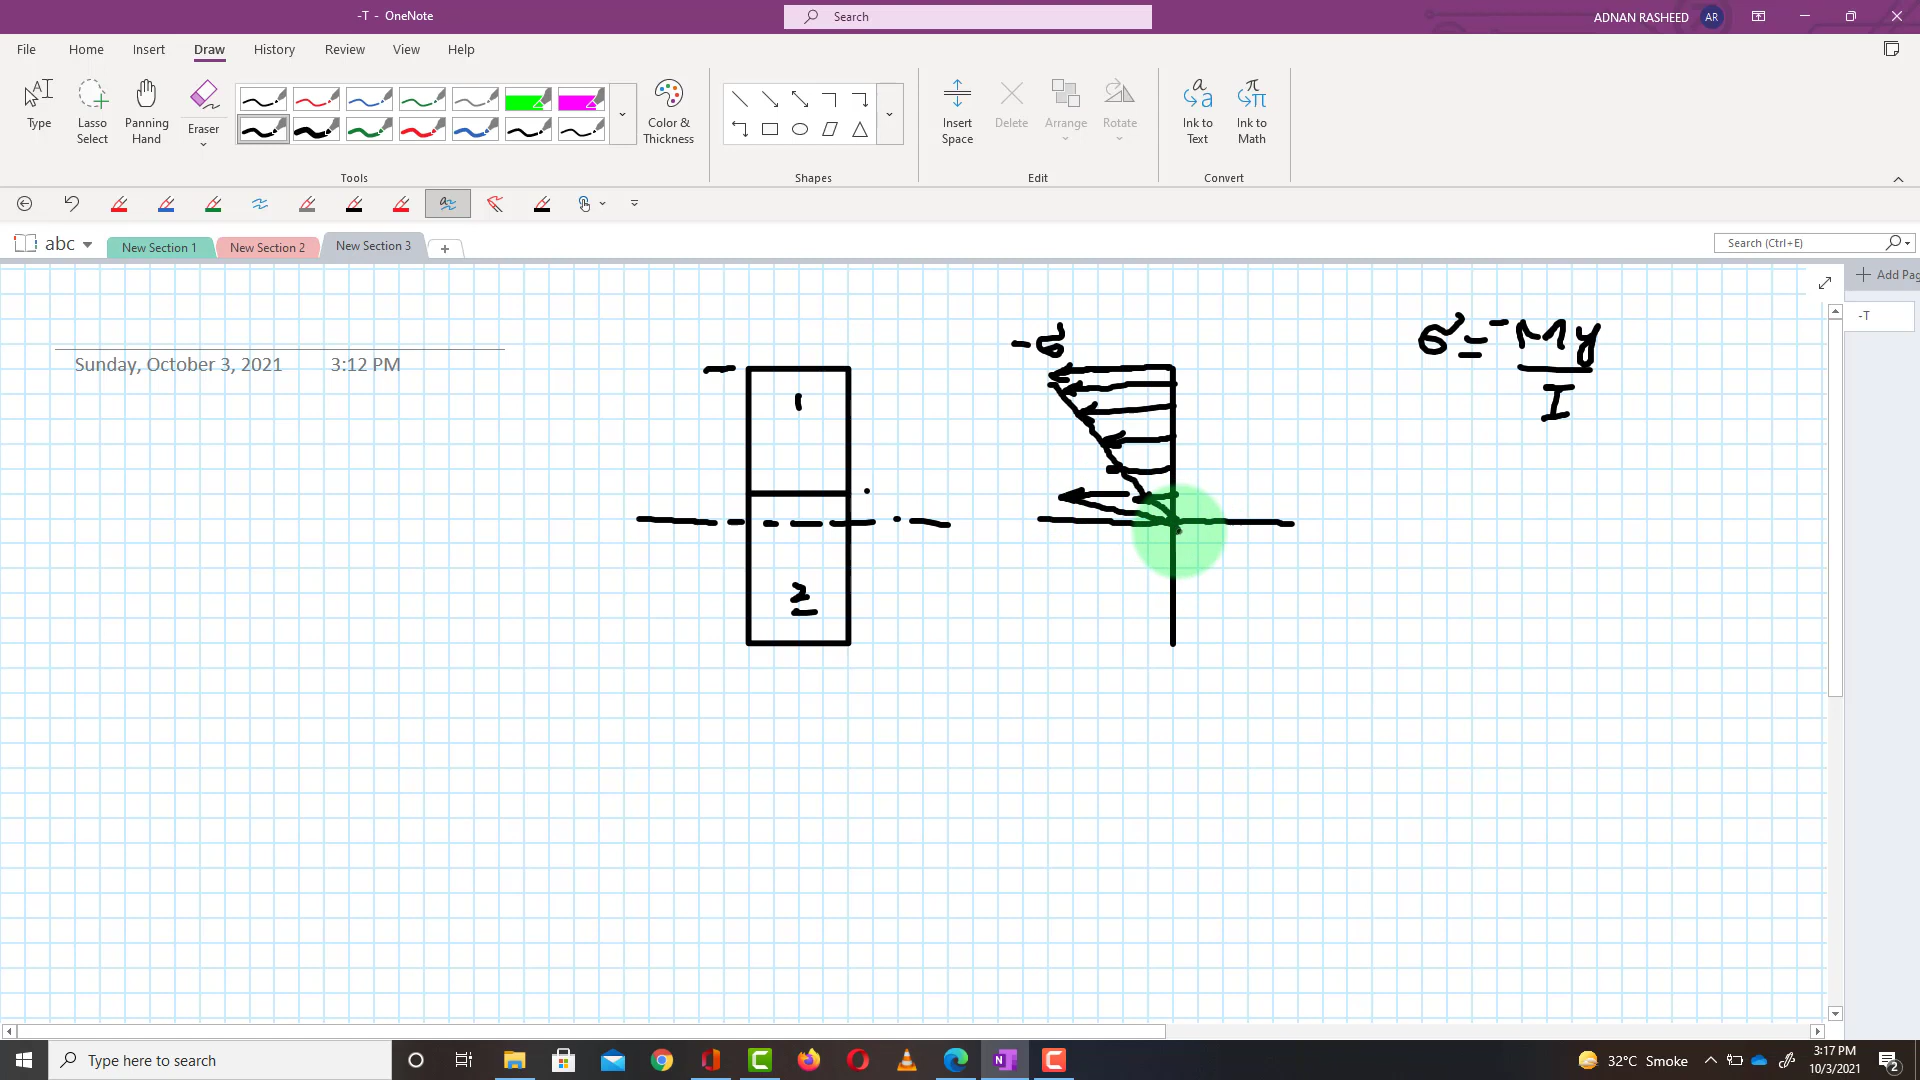 -T - OneNote
Search
ADNAN RASHEED AR
File Home Insert Draw History Review View Help
Type
Lasso Select
Panning Hand
Eraser
Color & Thickness
Insert Space
Delete
Arrange
Rotate
Ink to Text
Ink to Math
Tools
Shapes
Edit
Convert
abc
New Section 1
New Section 2
New Section 3
Search (Ctrl+E)
Add Pag
-T
Sunday, October 3, 2021 3:12 PM
-σ
σ = -My
I
1
2
Type here to search
32°C Smoke
3:17 PM
10/3/2021
2